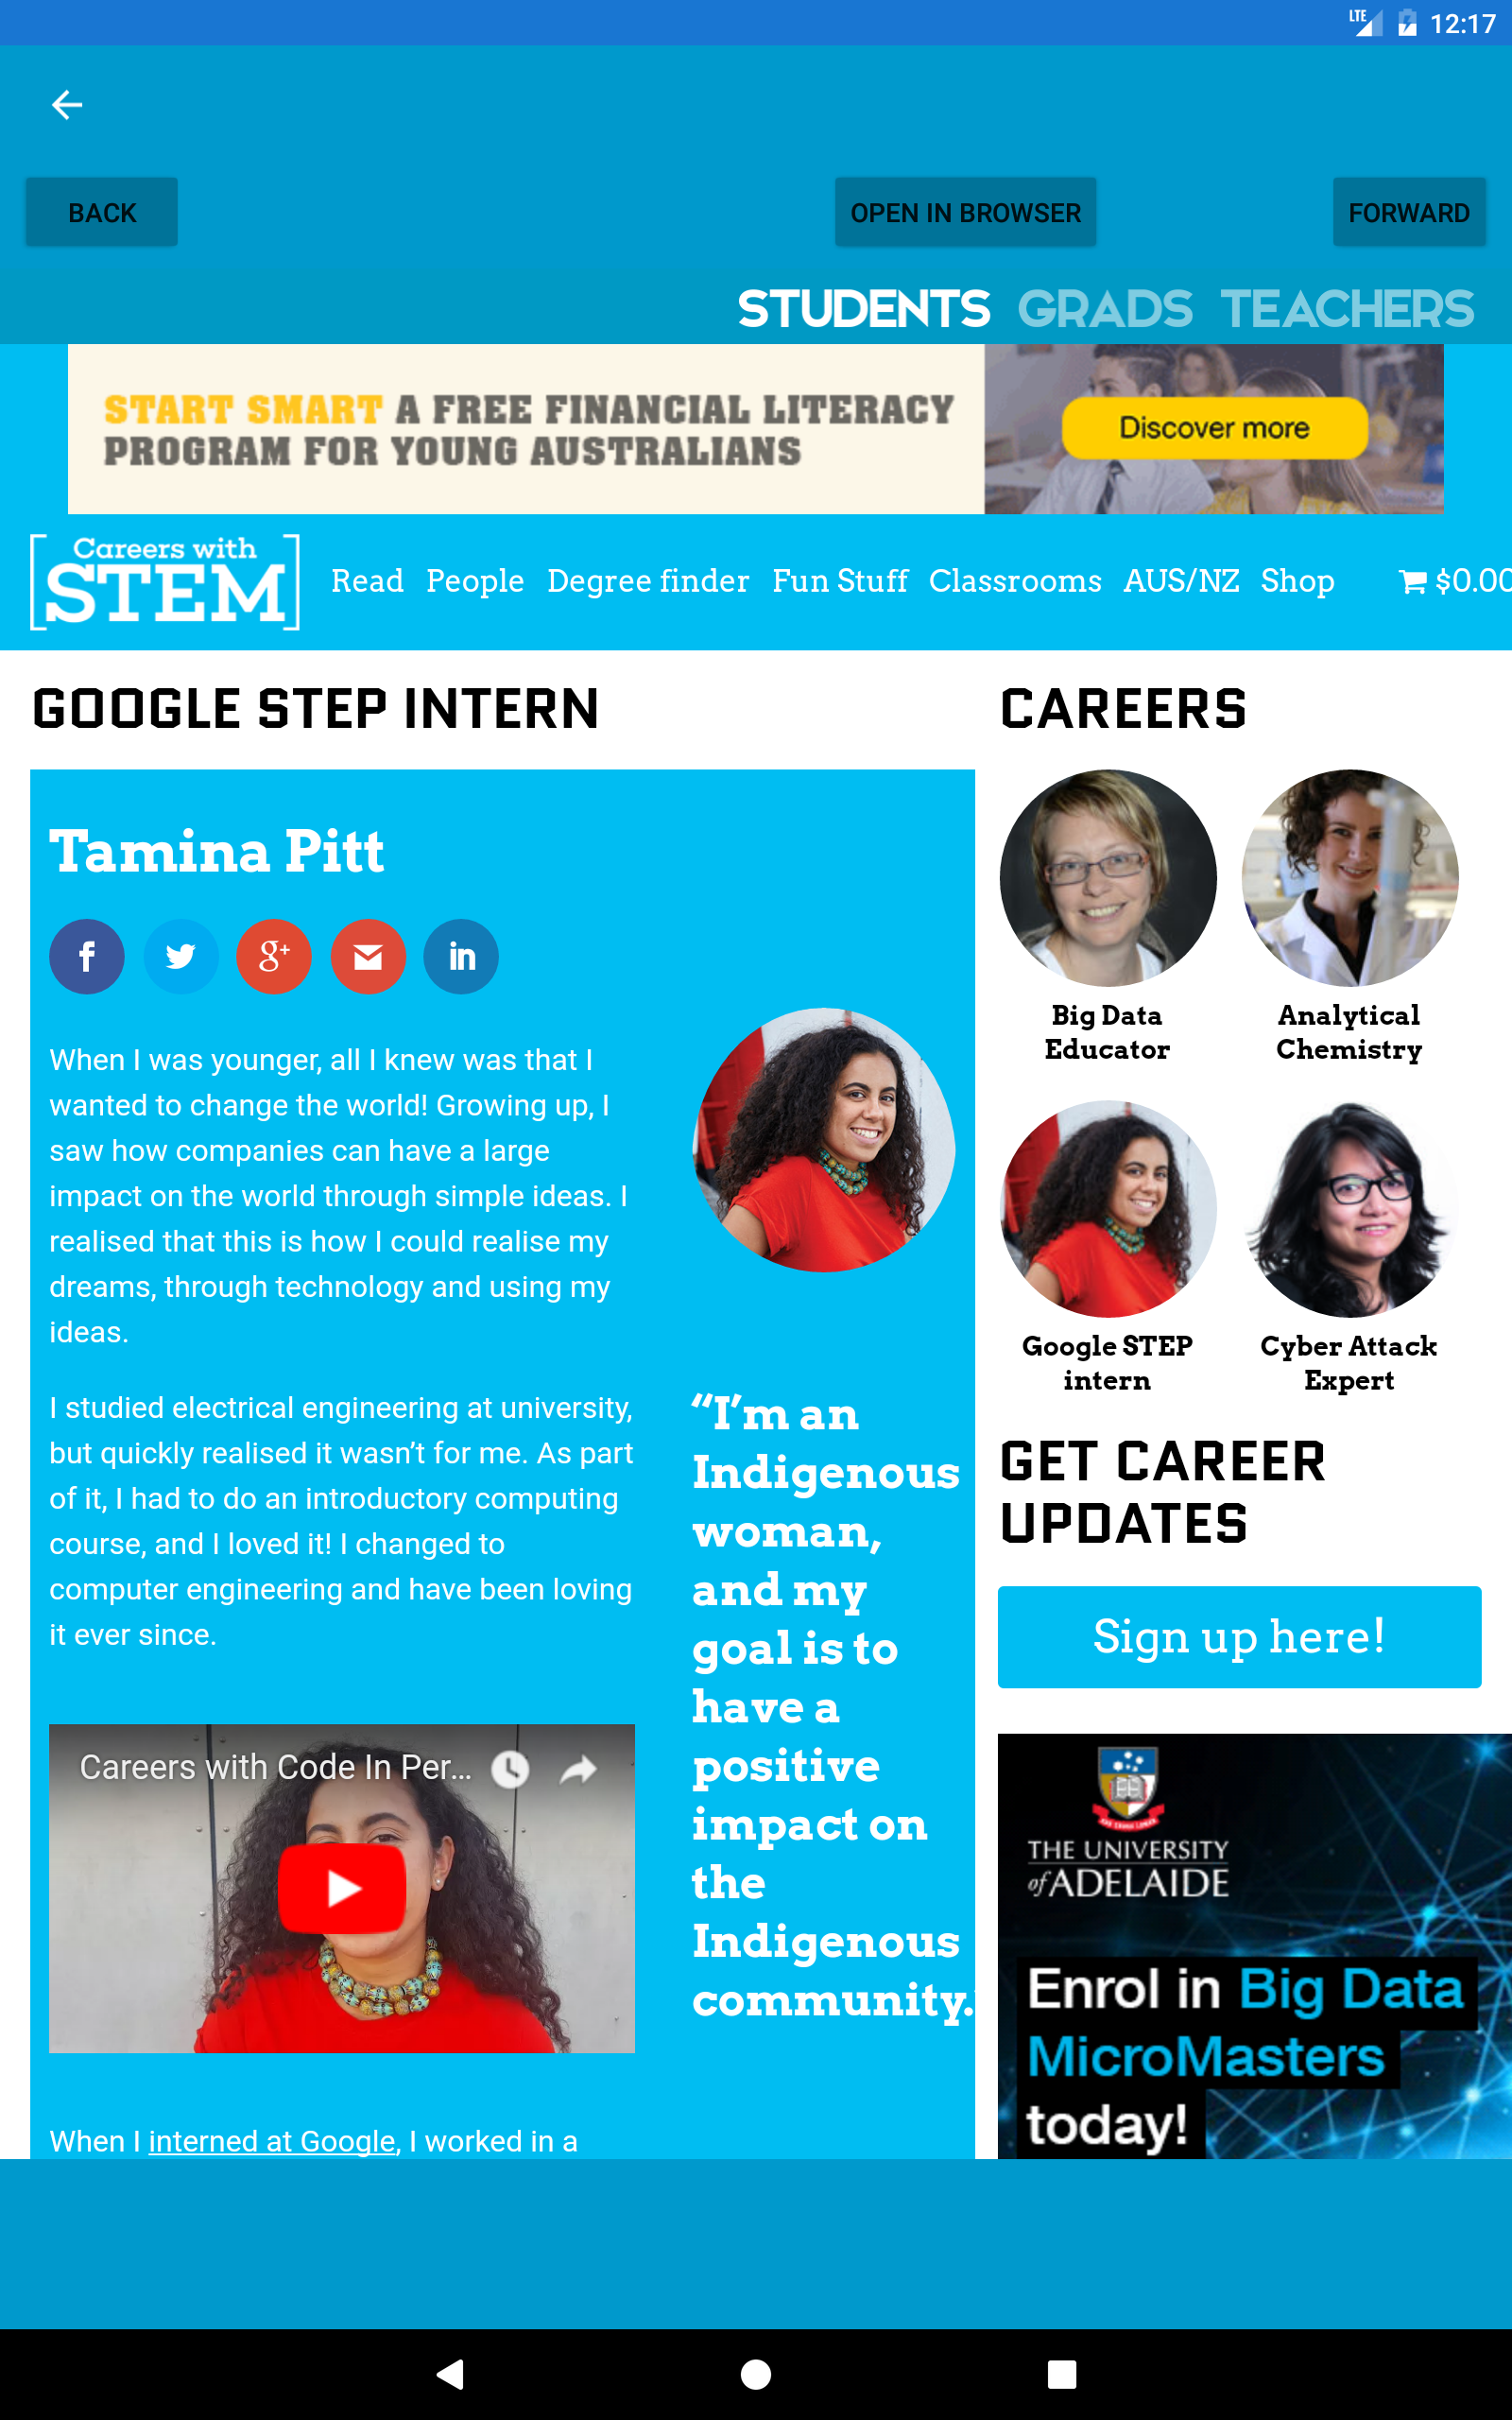 LTE 12:17
BACK
OPEN IN BROWSER
FORWARD
STUDENTS GRADS TEACHERS
START SMART A FREE FINANCIAL LITERACY
PROGRAM FOR YOUNG AUSTRALIANS
Discover more
Careers with
STEM
Read People Degree finder Fun Stuff Classrooms AUS/NZ Shop $0.00
GOOGLE STEP INTERN
Tamina Pitt
f
g+
in
When I was younger, all I knew was that I
wanted to change the world! Growing up, I
saw how companies can have a large
impact on the world through simple ideas. I
realised that this is how I could realise my
dreams, through technology and using my
ideas.
I studied electrical engineering at university,
but quickly realised it wasn’t for me. As part
of it, I had to do an introductory computing
course, and I loved it! I changed to
computer engineering and have been loving
it ever since.
Careers with Code In Per...
When I interned at Google, I worked in a
“I’m an
Indigenous
woman,
and my
goal is to
have a
positive
impact on
the
Indigenous
community.
CAREERS
Big Data
Educator
Analytical
Chemistry
Google STEP
intern
Cyber Attack
Expert
GET CAREER
UPDATES
Sign up here!
THE UNIVERSITY
of ADELAIDE
Enrol in Big Data
MicroMasters
today!